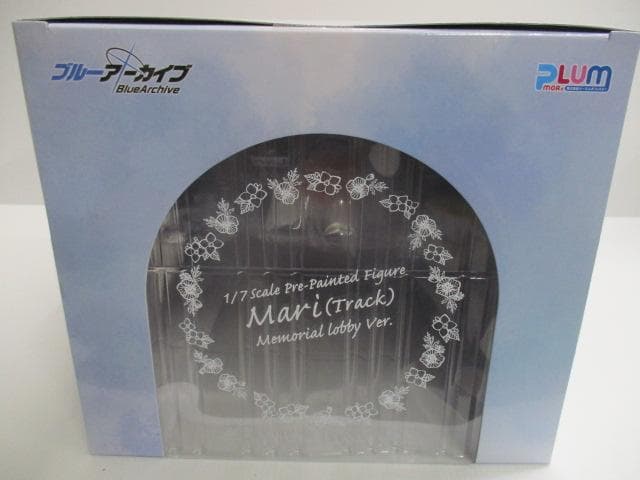 ブルーアーカイブ
BlueArchive
PLUM
1/7 Scale Pre-Painted Figure
Mari (Track)
Memorial lobby Ver.